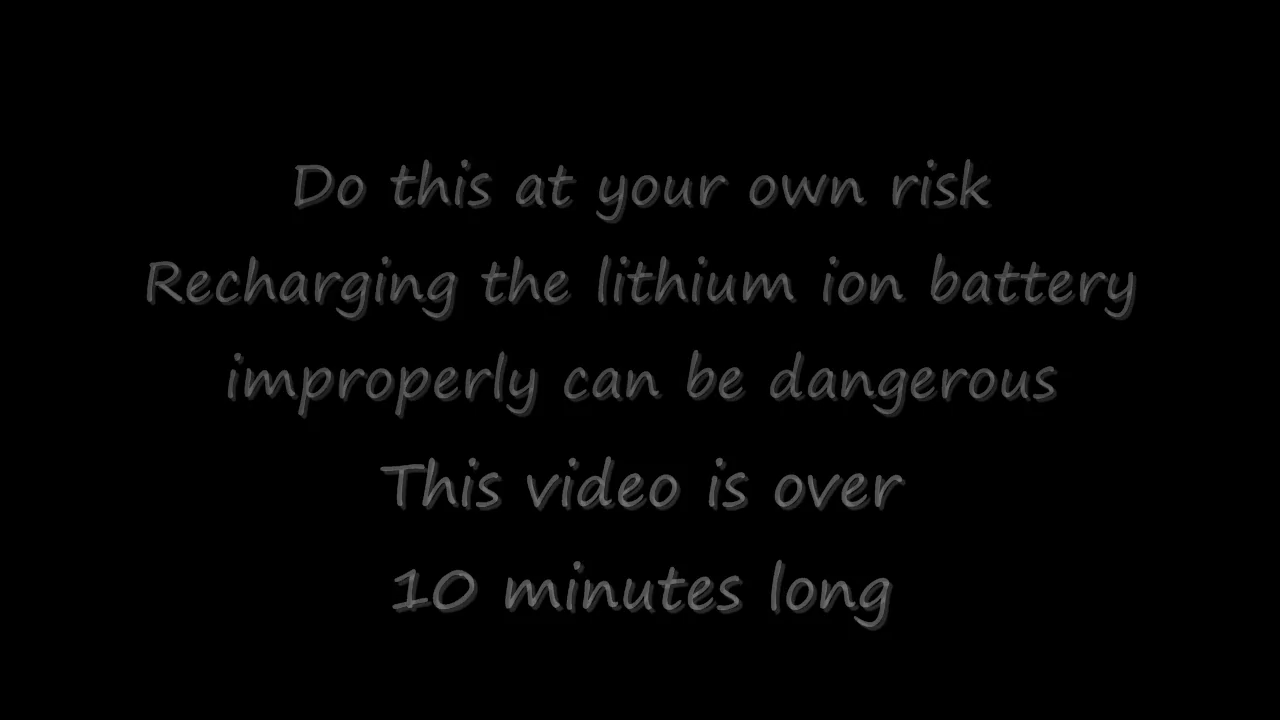 Do this at your own risk
Recharging the lithium ion battery
improperly can be dangerous
This video is over
10 minutes long